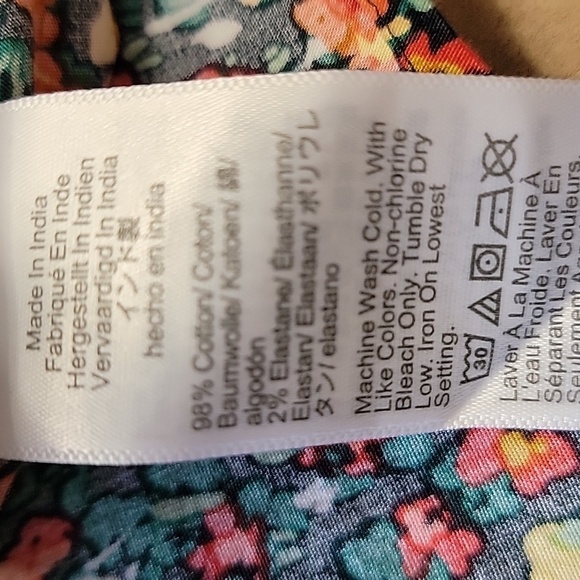 Made In India
Fabriqué En Inde
Hergestellt In Indien
Vervaardigd In India
インド製
hecho en india
98% Cotton/ Coton/
Baumwolle/ Katoen/ 綿/
algodón
2% Elastane/ Élasthanne/
Elastan/ Elastaan/ ポリウレ
タン/ elastano
Machine Wash Cold. With
Like Colors. Non-chlorine
Bleach Only. Tumble Dry
Low. Iron On Lowest
Setting.
30
Laver À La Machine À
L'eau Froide. Laver En
Séparant Les Couleurs.
Seulement